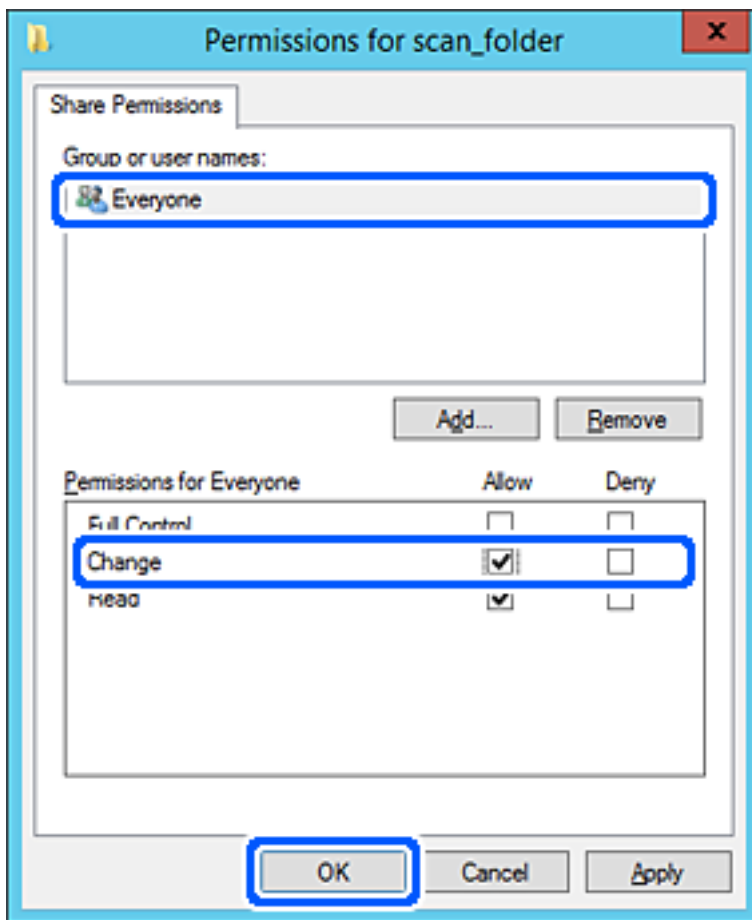 Permissions for scan_folder
Share Permissions
Group or user names:
Everyone
Add... Remove
Permissions for Everyone Allow Deny
Full Control
Change
Read
OK Cancel Apply